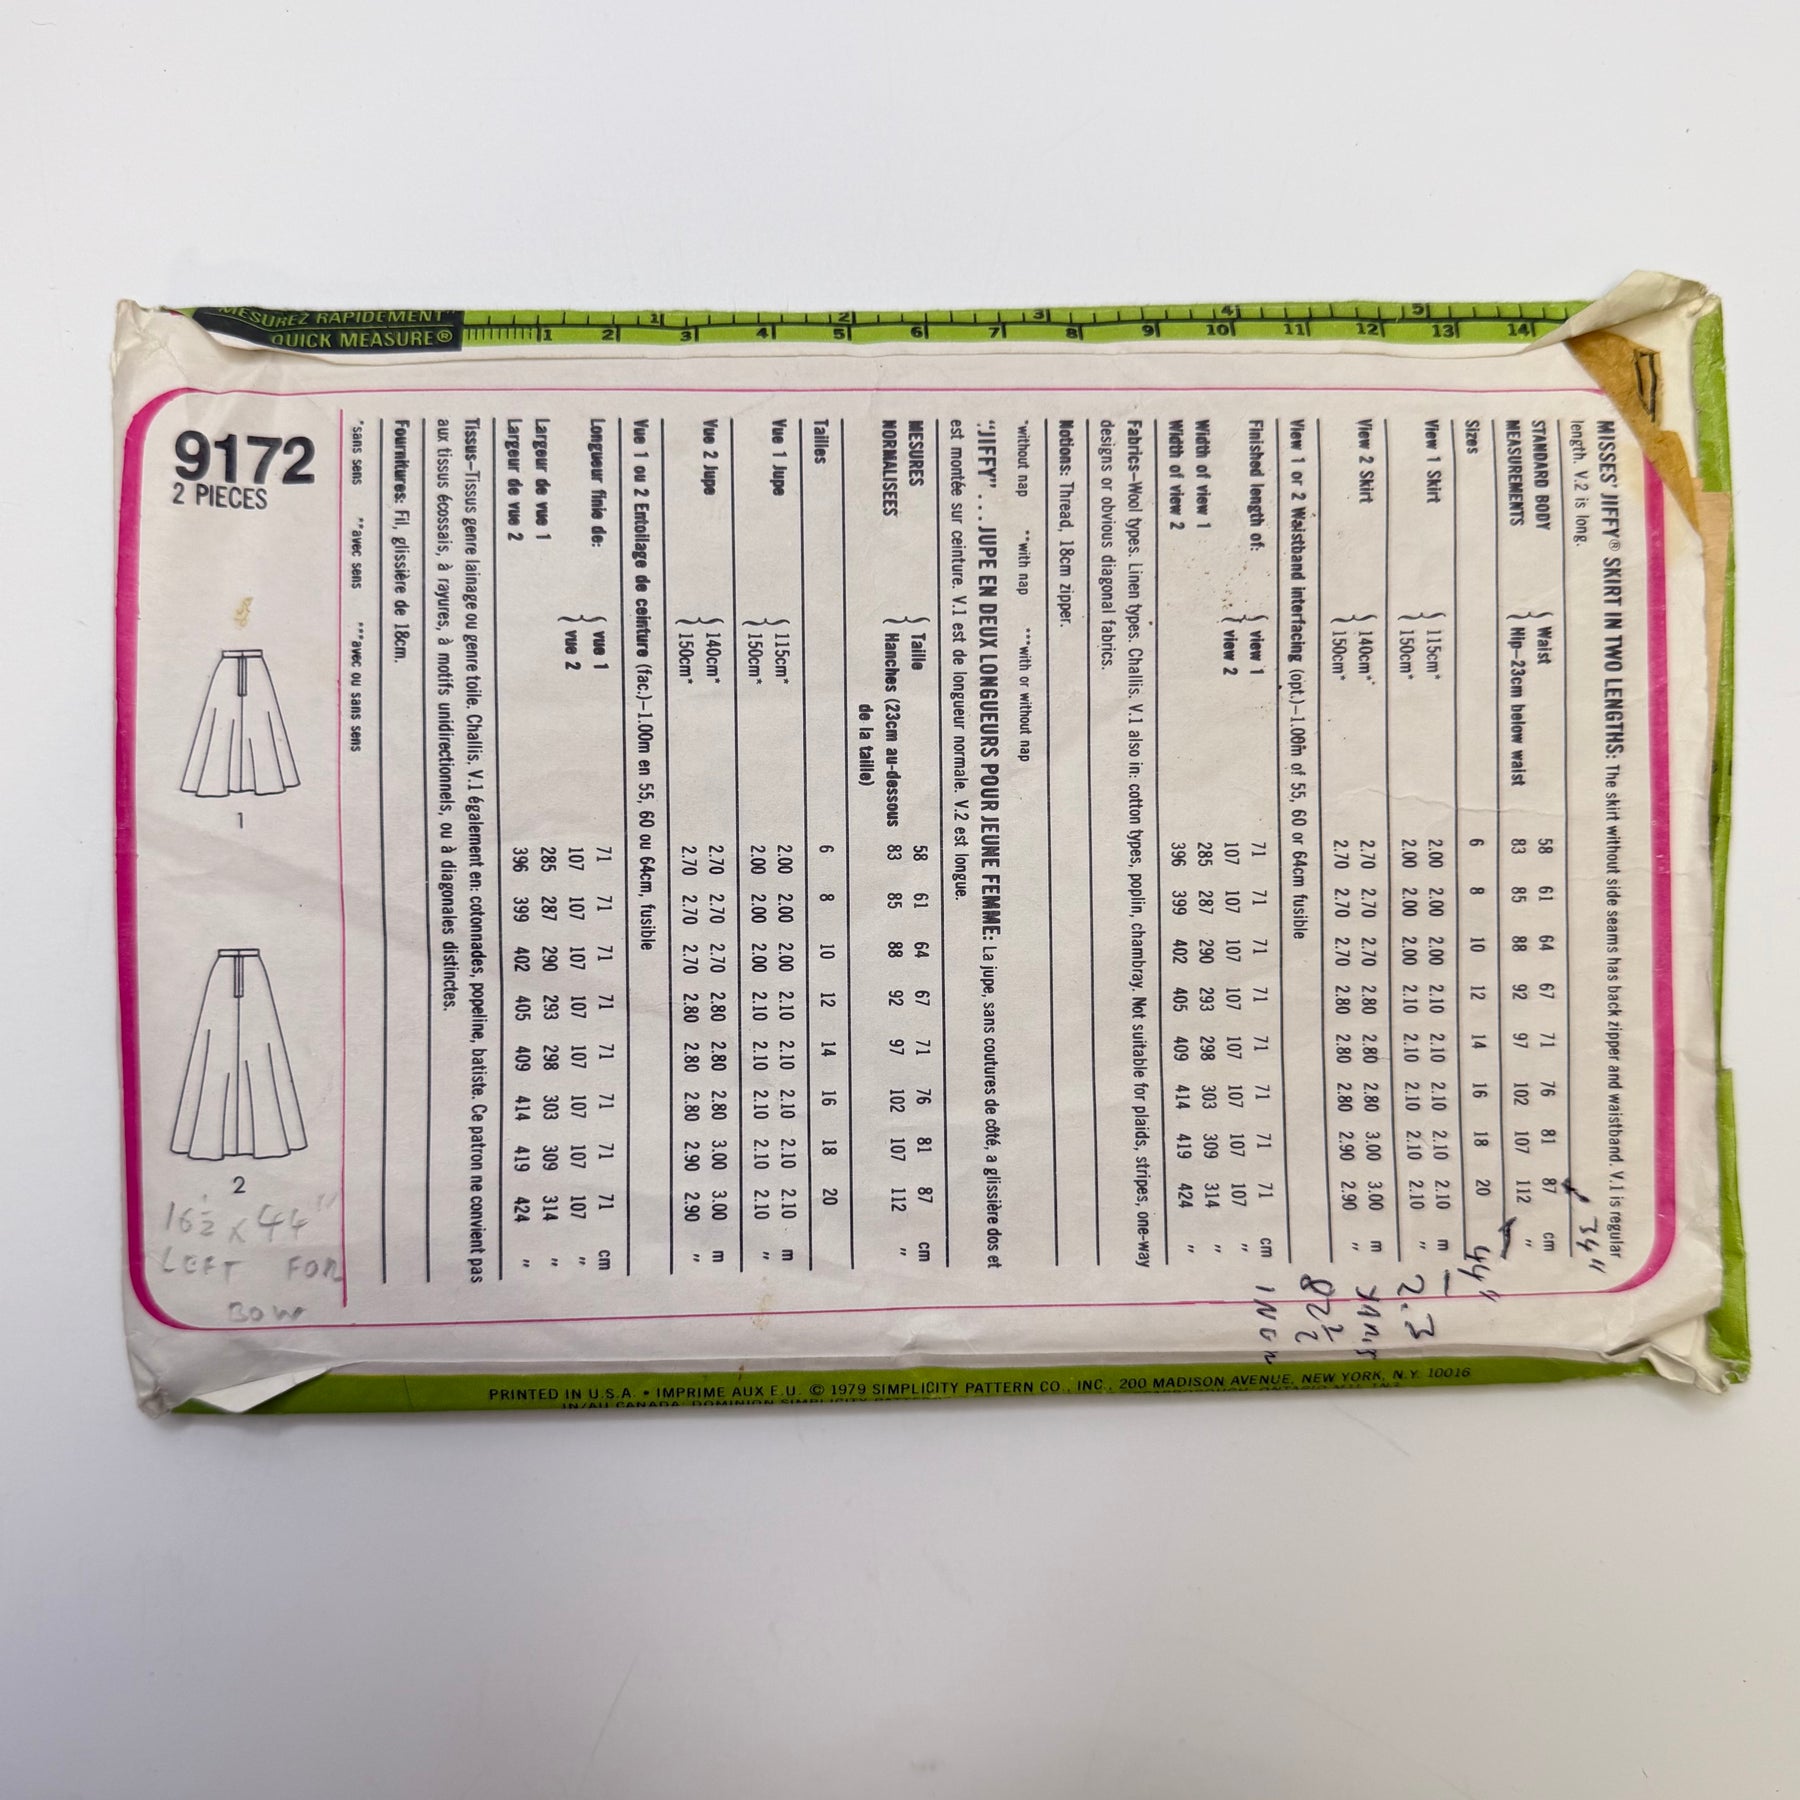 MESUREZ RAPIDEMENT
QUICK MEASURE®
1 2 3 4 5 6 7 8 9 10 11 12 13 14
1 2 3 4 5
9172
2 PIECES
1
2
16½ x 44"
LEFT FOR
BOW
MISSES' JIFFY® SKIRT IN TWO LENGTHS: The skirt without side seams has back zipper and waistband. V.1 is regular
length. V.2 is long.
STANDARD BODY { Waist 58 61 64 67 71 76 81 87 cm
MEASUREMENTS { Hip–23cm below waist 83 85 88 92 97 102 107 112 "
34"
44"
Sizes 6 8 10 12 14 16 18 20
View 1 Skirt { 115cm* 2.00 2.00 2.00 2.10 2.10 2.10 2.10 2.10 m
{ 150cm* 2.00 2.00 2.00 2.10 2.10 2.10 2.10 2.10 "
2.3
View 2 Skirt { 140cm* 2.70 2.70 2.70 2.80 2.80 2.80 3.00 3.00 m
{ 150cm* 2.70 2.70 2.70 2.80 2.80 2.80 2.90 2.90 "
View 1 or 2 Waistband interfacing (opt.)–1.00m of 55, 60 or 64cm fusible
Finished length of: { view 1 71 71 71 71 71 71 71 71 cm
{ view 2 107 107 107 107 107 107 107 107 "
Width of view 1 285 287 290 293 298 303 309 314 "
Width of view 2 396 399 402 405 409 414 419 424 "
Fabrics–Wool types. Linen types. Challis. V.1 also in: cotton types, poplin, chambray. Not suitable for plaids, stripes, one-way
designs or obvious diagonal fabrics.
Notions: Thread, 18cm zipper.
*without nap **with nap ***with or without nap
"JIFFY" . . . JUPE EN DEUX LONGUEURS POUR JEUNE FEMME: La jupe, sans coutures de côté, a glissière dos et
est montée sur ceinture. V.1 est de longueur normale. V.2 est longue.
MESURES { Taille 58 61 64 67 71 76 81 87 cm
NORMALISEES { Hanches (23cm au-dessous 83 85 88 92 97 102 107 112 "
de la taille)
Tailles 6 8 10 12 14 16 18 20
Vue 1 Jupe { 115cm* 2.00 2.00 2.00 2.10 2.10 2.10 2.10 2.10 m
{ 150cm* 2.00 2.00 2.00 2.10 2.10 2.10 2.10 2.10 "
Vue 2 Jupe { 140cm* 2.70 2.70 2.70 2.80 2.80 2.80 3.00 3.00 m
{ 150cm* 2.70 2.70 2.70 2.80 2.80 2.80 2.90 2.90 "
Vue 1 ou 2 Entoilage de ceinture (fac.)–1.00m en 55, 60 ou 64cm, fusible
Longueur finie de: { vue 1 71 71 71 71 71 71 71 71 cm
{ vue 2 107 107 107 107 107 107 107 107 "
Largeur de vue 1 285 287 290 293 298 303 309 314 "
Largeur de vue 2 396 399 402 405 409 414 419 424 "
Tissus–Tissus genre lainage ou genre toile. Challis, V.1 également en: cotonnades, popeline, batiste. Ce patron ne convient pas
aux tissus écossais, à rayures, à motifs unidirectionnels, ou à diagonales distinctes.
Fournitures: Fil, glissière de 18cm.
*sans sens **avec sens ***avec ou sans sens
PRINTED IN U.S.A. • IMPRIME AUX E.U. © 1979 SIMPLICITY PATTERN CO., INC., 200 MADISON AVENUE, NEW YORK, N.Y. 10016
IN/AU CANADA: DOMINION SIMPLICITY